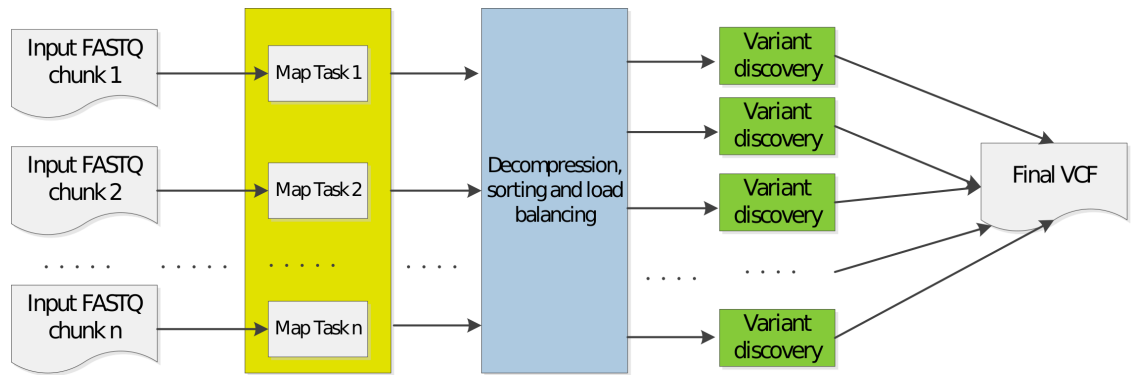 Input FASTQ
chunk 1
Map Task 1
Input FASTQ
chunk 2
Map Task 2
. . . . .
. . . . .
. . . . .
. . . .
Input FASTQ
chunk n
Map Task n
Decompression,
sorting and load
balancing
Variant
discovery
Variant
discovery
Variant
discovery
. . . .
. . . .
Variant
discovery
Final VCF